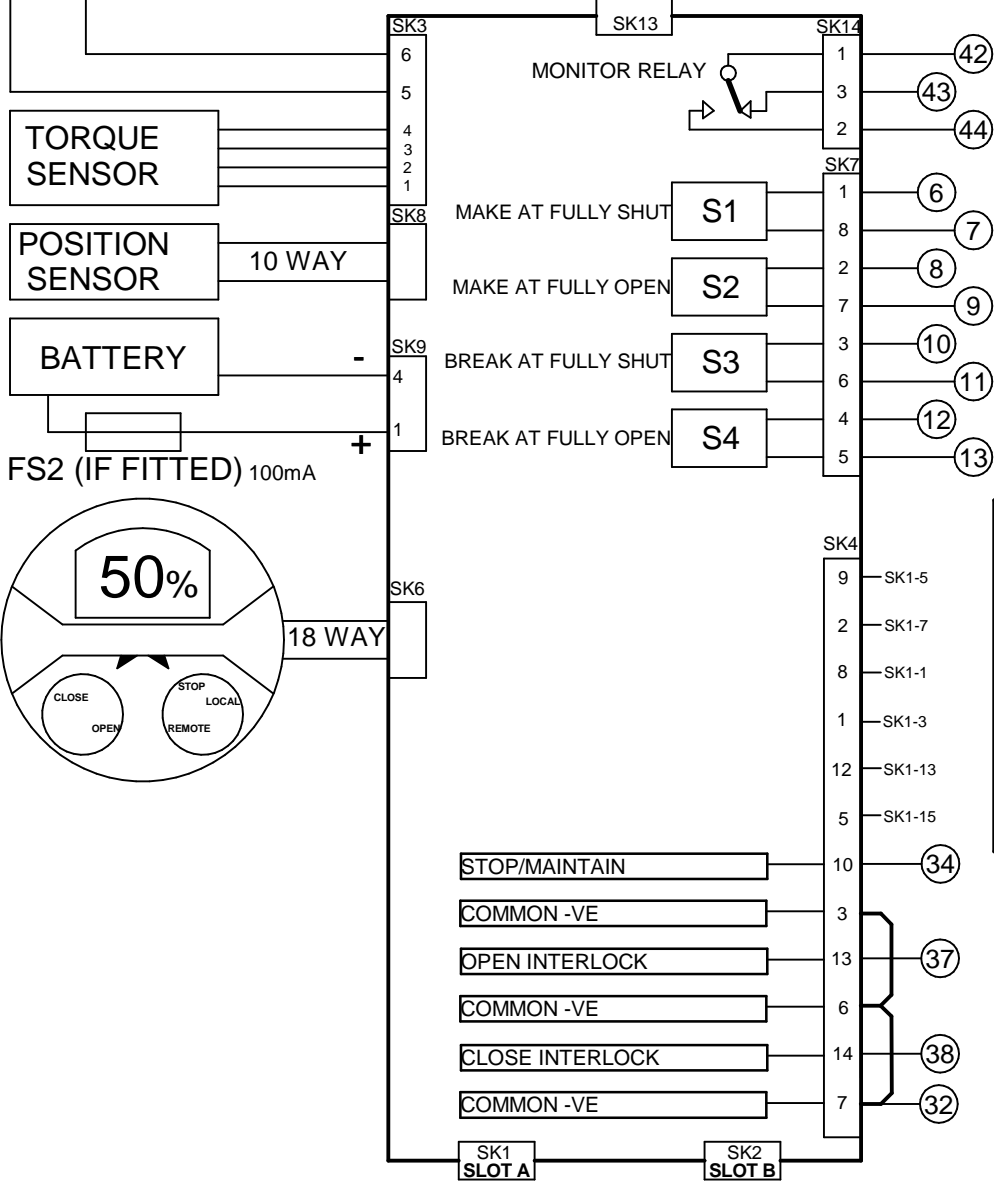 SK13
SK3
SK14
6
1
42
MONITOR RELAY
5
3
43
2
44
TORQUE
SENSOR
4
3
2
1
SK7
1
6
SK8
MAKE AT FULLY SHUT
S1
8
7
POSITION
SENSOR
10 WAY
2
8
MAKE AT FULLY OPEN
S2
7
9
BATTERY
-
SK9
4
3
10
BREAK AT FULLY SHUT
S3
6
11
4
12
1
+
BREAK AT FULLY OPEN
S4
5
13
FS2 (IF FITTED) 100mA
SK4
50%
SK6
9
SK1-5
18 WAY
2
SK1-7
8
SK1-1
CLOSE
OPEN
STOP
LOCAL
REMOTE
1
SK1-3
12
SK1-13
5
SK1-15
STOP/MAINTAIN
10
34
COMMON -VE
3
OPEN INTERLOCK
13
37
COMMON -VE
6
CLOSE INTERLOCK
14
38
COMMON -VE
7
32
SK1
SLOT A
SK2
SLOT B